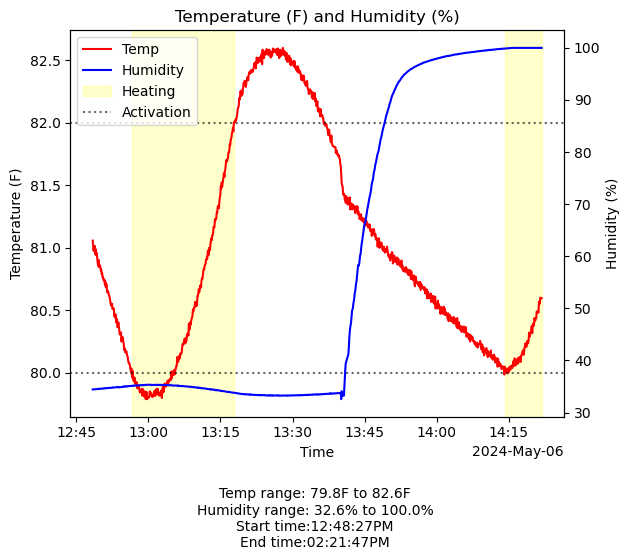 Temperature (F) and Humidity (%)
Temp
Humidity
Heating
Activation
82.5
82.0
81.5
81.0
80.5
80.0
Temperature (F)
100
90
80
70
60
50
40
30
Humidity (%)
12:45 13:00 13:15 13:30 13:45 14:00 14:15
Time
2024-May-06
Temp range: 79.8F to 82.6F
Humidity range: 32.6% to 100.0%
Start time:12:48:27PM
End time:02:21:47PM